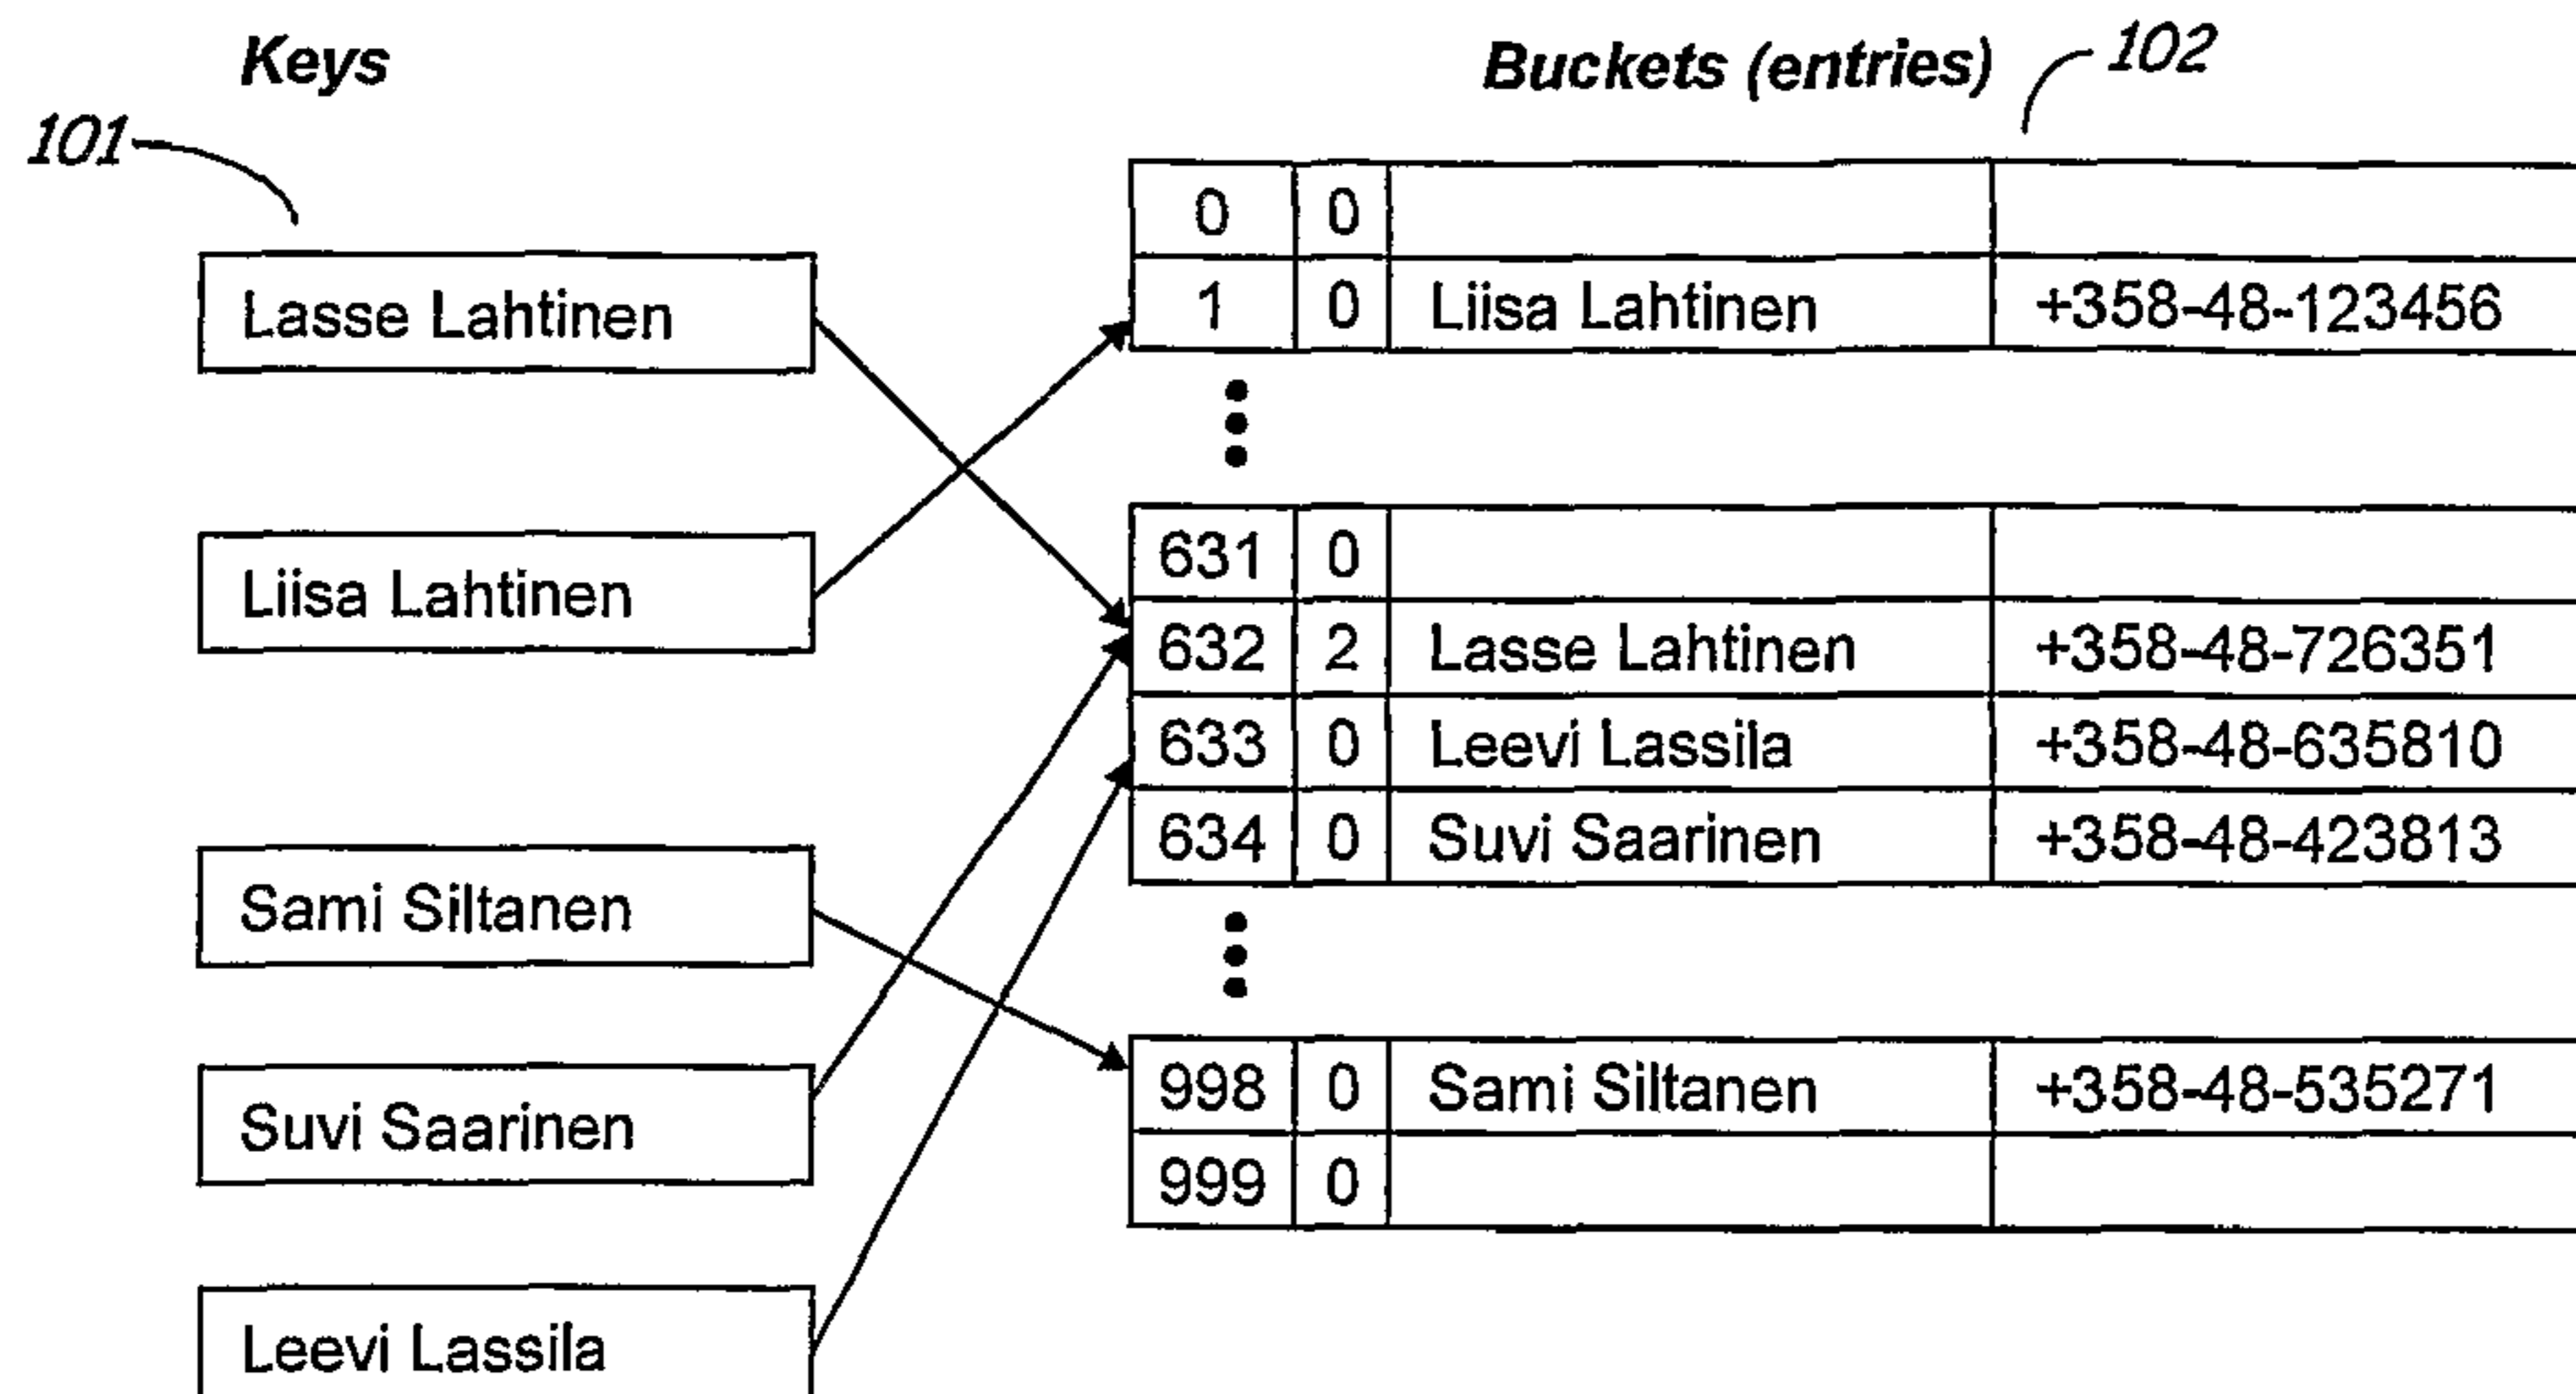 Keys
101
Lasse Lahtinen
Liisa Lahtinen
Sami Siltanen
Suvi Saarinen
Leevi Lassila
Buckets (entries)
102
0 0
1 0 Liisa Lahtinen +358-48-123456
631 0
632 2 Lasse Lahtinen +358-48-726351
633 0 Leevi Lassila +358-48-635810
634 0 Suvi Saarinen +358-48-423813
998 0 Sami Siltanen +358-48-535271
999 0